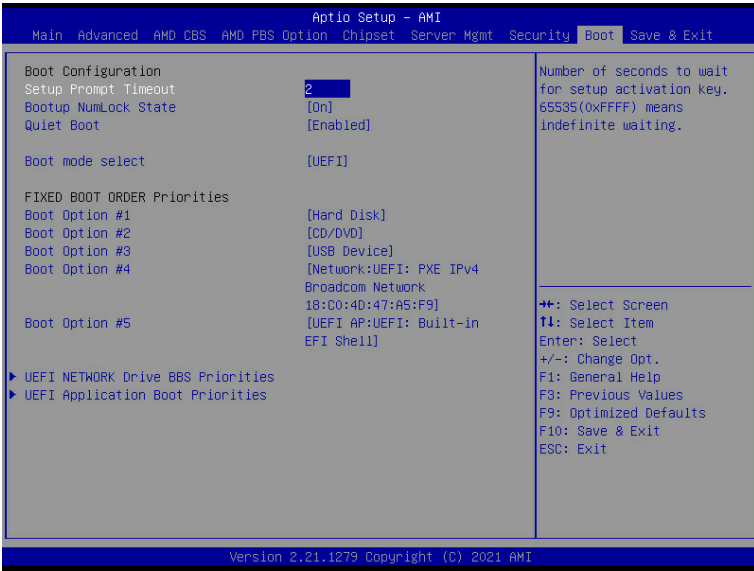 Aptio Setup - AMI
Main Advanced AMD CBS AMD PBS Option Chipset Server Mgmt Security Boot Save & Exit
Boot Configuration
Setup Prompt Timeout 2
Bootup NumLock State [On]
Quiet Boot [Enabled]
Boot mode select [UEFI]
FIXED BOOT ORDER Priorities
Boot Option #1 [Hard Disk]
Boot Option #2 [CD/DVD]
Boot Option #3 [USB Device]
Boot Option #4 [Network:UEFI: PXE IPv4
Broadcom Network
18:C0:4D:47:A5:F9]
Boot Option #5 [UEFI AP:UEFI: Built-in
EFI Shell]
UEFI NETWORK Drive BBS Priorities
UEFI Application Boot Priorities
Number of seconds to wait
for setup activation key.
65535(0xFFFF) means
indefinite waiting.
→←: Select Screen
↑↓: Select Item
Enter: Select
+/-: Change Opt.
F1: General Help
F3: Previous Values
F9: Optimized Defaults
F10: Save & Exit
ESC: Exit
Version 2.21.1279 Copyright (C) 2021 AMI